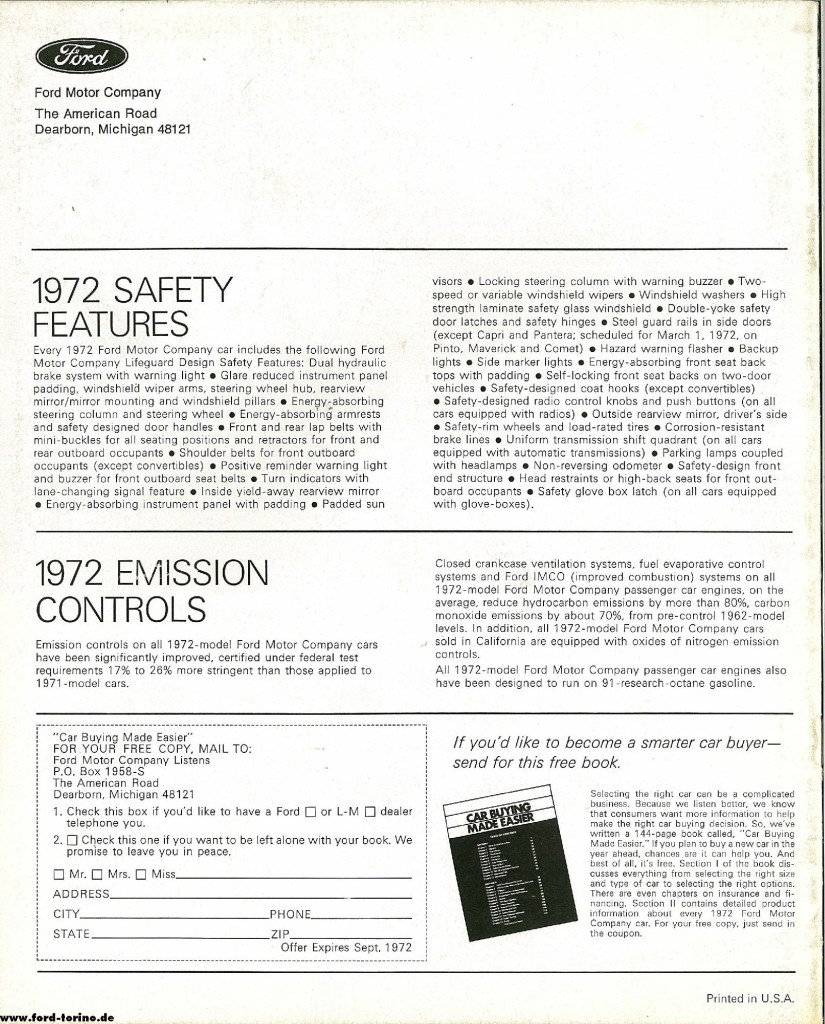 Ford
Ford Motor Company
The American Road
Dearborn, Michigan 48121
1972 SAFETY
FEATURES
Every 1972 Ford Motor Company car includes the following Ford
Motor Company Lifeguard Design Safety Features: Dual hydraulic
brake system with warning light ● Glare reduced instrument panel
padding, windshield wiper arms, steering wheel hub, rearview
mirror/mirror mounting and windshield pillars ● Energy-absorbing
steering column and steering wheel ● Energy-absorbing armrests
and safety designed door handles ● Front and rear lap belts with
mini-buckles for all seating positions and retractors for front and
rear outboard occupants ● Shoulder belts for front outboard
occupants (except convertibles) ● Positive reminder warning light
and buzzer for front outboard seat belts ● Turn indicators with
lane-changing signal feature ● Inside yield-away rearview mirror
● Energy-absorbing instrument panel with padding ● Padded sun
visors ● Locking steering column with warning buzzer ● Two-
speed or variable windshield wipers ● Windshield washers ● High
strength laminate safety glass windshield ● Double-yoke safety
door latches and safety hinges ● Steel guard rails in side doors
(except Capri and Pantera; scheduled for March 1, 1972, on
Pinto, Maverick and Comet) ● Hazard warning flasher ● Backup
lights ● Side marker lights ● Energy-absorbing front seat back
tops with padding ● Self-locking front seat backs on two-door
vehicles ● Safety-designed coat hooks (except convertibles)
● Safety-designed radio control knobs and push buttons (on all
cars equipped with radios) ● Outside rearview mirror, driver's side
● Safety-rim wheels and load-rated tires ● Corrosion-resistant
brake lines ● Uniform transmission shift quadrant (on all cars
equipped with automatic transmissions) ● Parking lamps coupled
with headlamps ● Non-reversing odometer ● Safety-design front
end structure ● Head restraints or high-back seats for front out-
board occupants ● Safety glove box latch (on all cars equipped
with glove-boxes).
1972 EMISSION
CONTROLS
Emission controls on all 1972-model Ford Motor Company cars
have been significantly improved, certified under federal test
requirements 17% to 26% more stringent than those applied to
1971-model cars.
Closed crankcase ventilation systems, fuel evaporative control
systems and Ford IMCO (improved combustion) systems on all
1972-model Ford Motor Company passenger car engines, on the
average, reduce hydrocarbon emissions by more than 80%, carbon
monoxide emissions by about 70%, from pre-control 1962-model
levels. In addition, all 1972-model Ford Motor Company cars
sold in California are equipped with oxides of nitrogen emission
controls.
All 1972-model Ford Motor Company passenger car engines also
have been designed to run on 91-research-octane gasoline.
"Car Buying Made Easier"
FOR YOUR FREE COPY, MAIL TO:
Ford Motor Company Listens
P.O. Box 1958-S
The American Road
Dearborn, Michigan 48121
1. Check this box if you'd like to have a Ford □ or L-M □ dealer
telephone you.
2. □ Check this one if you want to be left alone with your book. We
promise to leave you in peace.
□ Mr. □ Mrs. □ Miss
ADDRESS
CITY PHONE
STATE ZIP
Offer Expires Sept. 1972
If you'd like to become a smarter car buyer—
send for this free book.
CAR BUYING
MADE EASIER
Selecting the right car can be a complicated
business. Because we listen better, we know
that consumers want more information to help
make the right car buying decision. So, we've
written a 144-page book called, "Car Buying
Made Easier." If you plan to buy a new car in the
year ahead, chances are it can help you. And
best of all, it's free. Section I of the book dis-
cusses everything from selecting the right size
and type of car to selecting the right options.
There are even chapters on insurance and fi-
nancing. Section II contains detailed product
information about every 1972 Ford Motor
Company car. For your free copy, just send in
the coupon.
Printed in U.S.A.
www.ford-torino.de